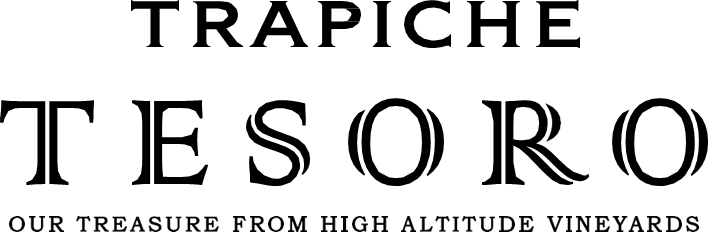 TRAPICHE
TESORO
OUR TREASURE FROM HIGH ALTITUDE VINEYARDS